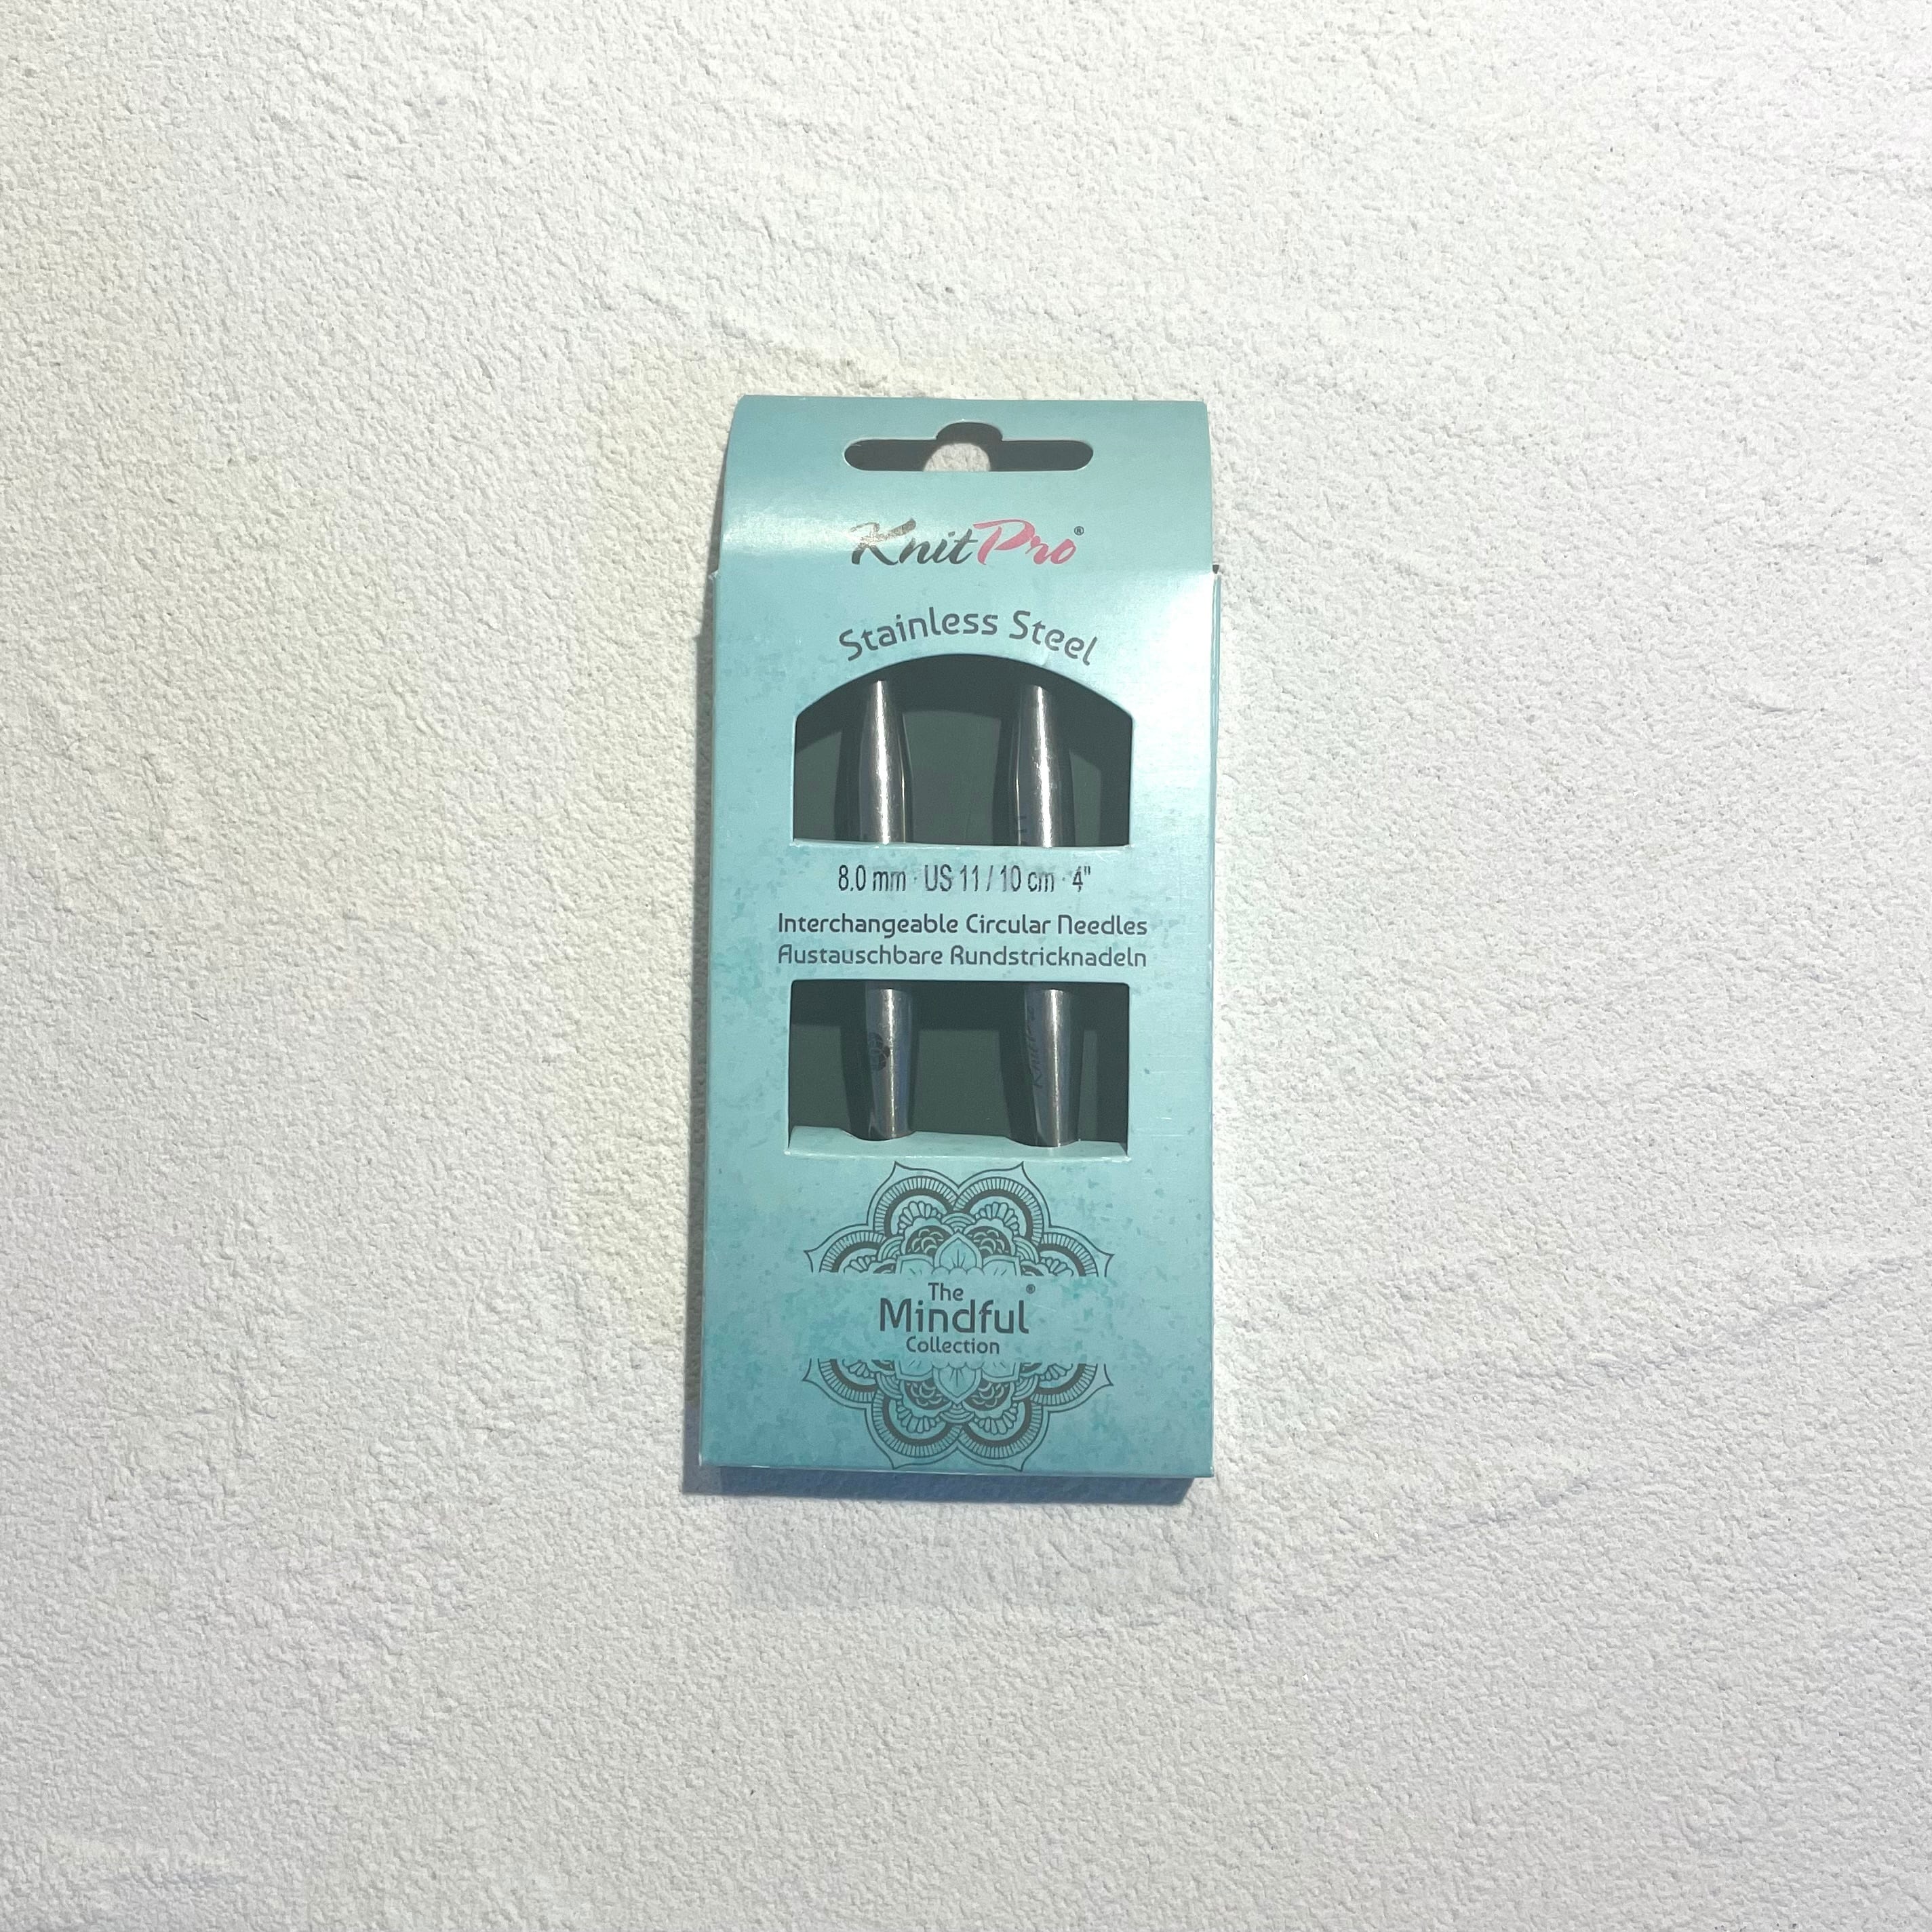 KnitPro®
Stainless Steel
8.0 mm · US 11 / 10 cm · 4"
Interchangeable Circular Needles
Austauschbare Rundstricknadeln
KnitPro
The
Mindful®
Collection